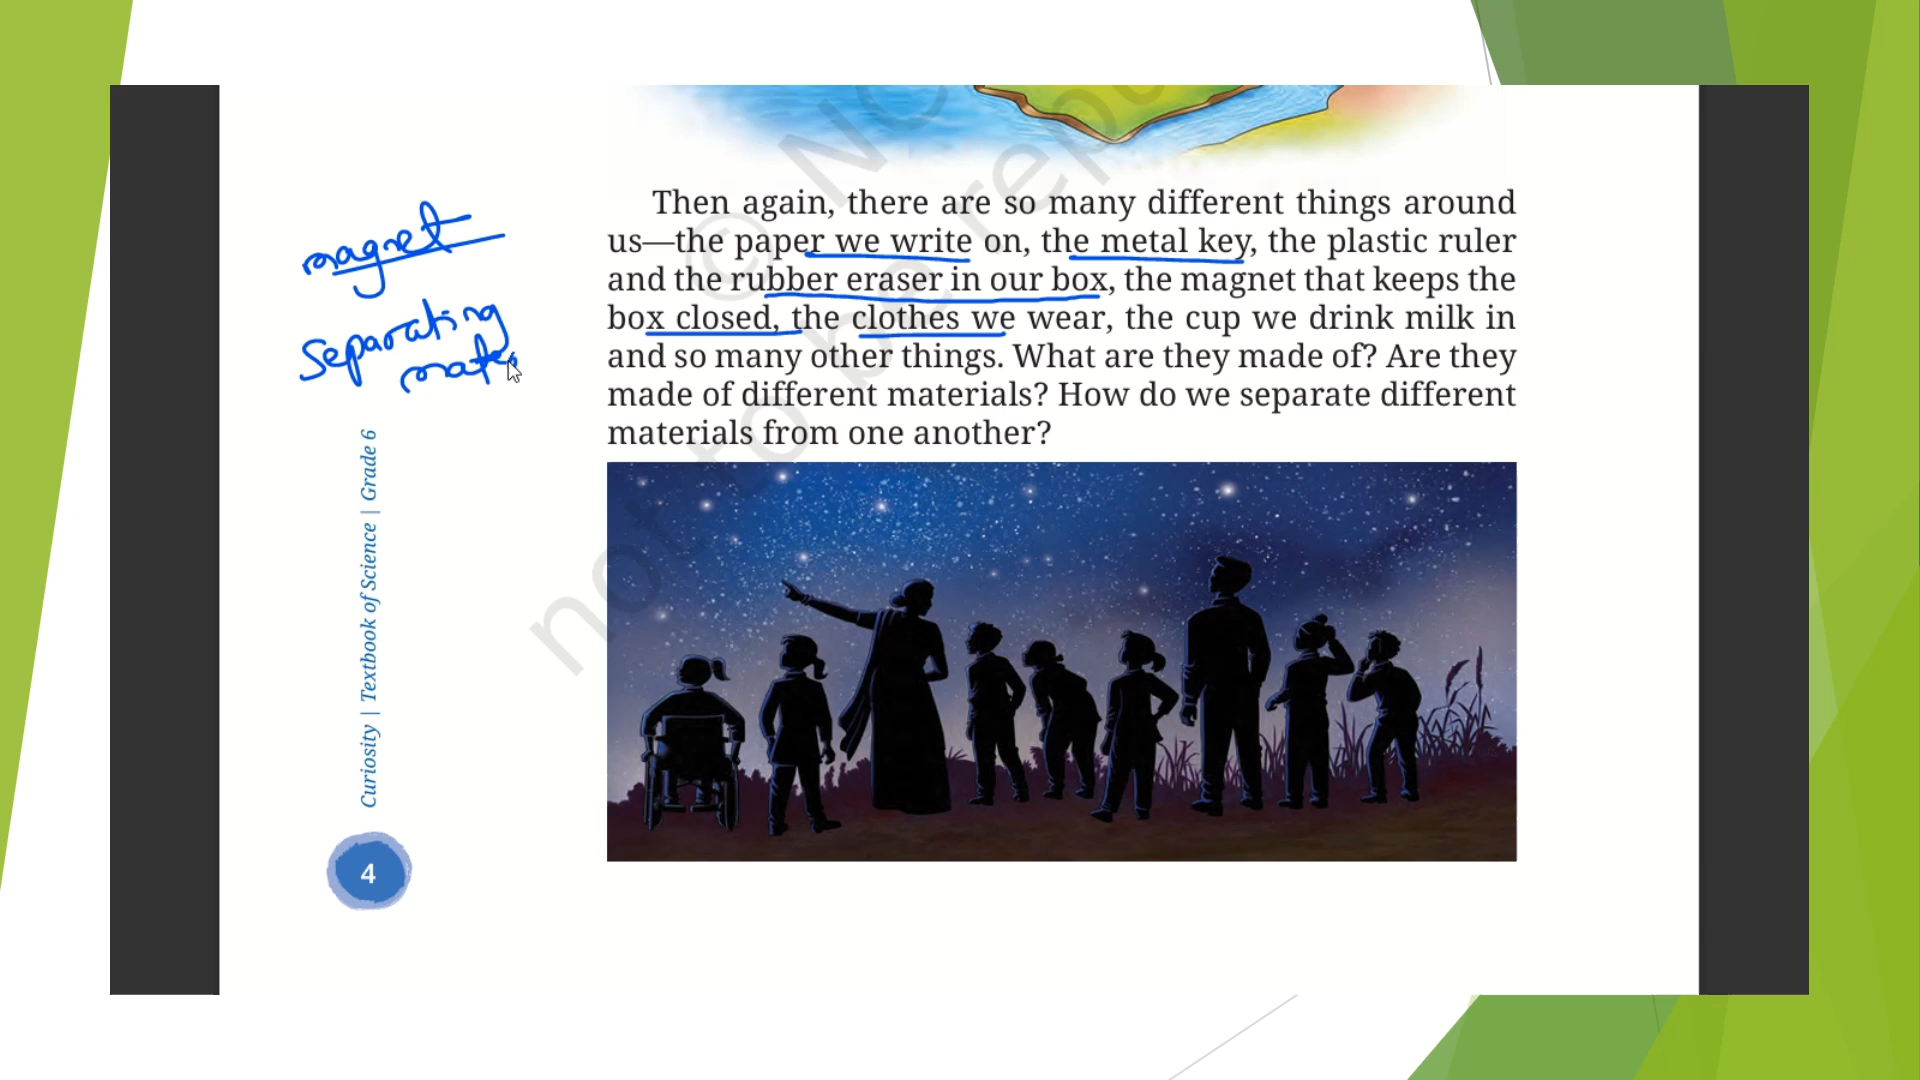 Then again, there are so many different things around
us—the paper we write on, the metal key, the plastic ruler
and the rubber eraser in our box, the magnet that keeps the
box closed, the clothes we wear, the cup we drink milk in
and so many other things. What are they made of? Are they
made of different materials? How do we separate different
materials from one another?
magnet
separating
Curiosity | Textbook of Science | Grade 6
4
not to be